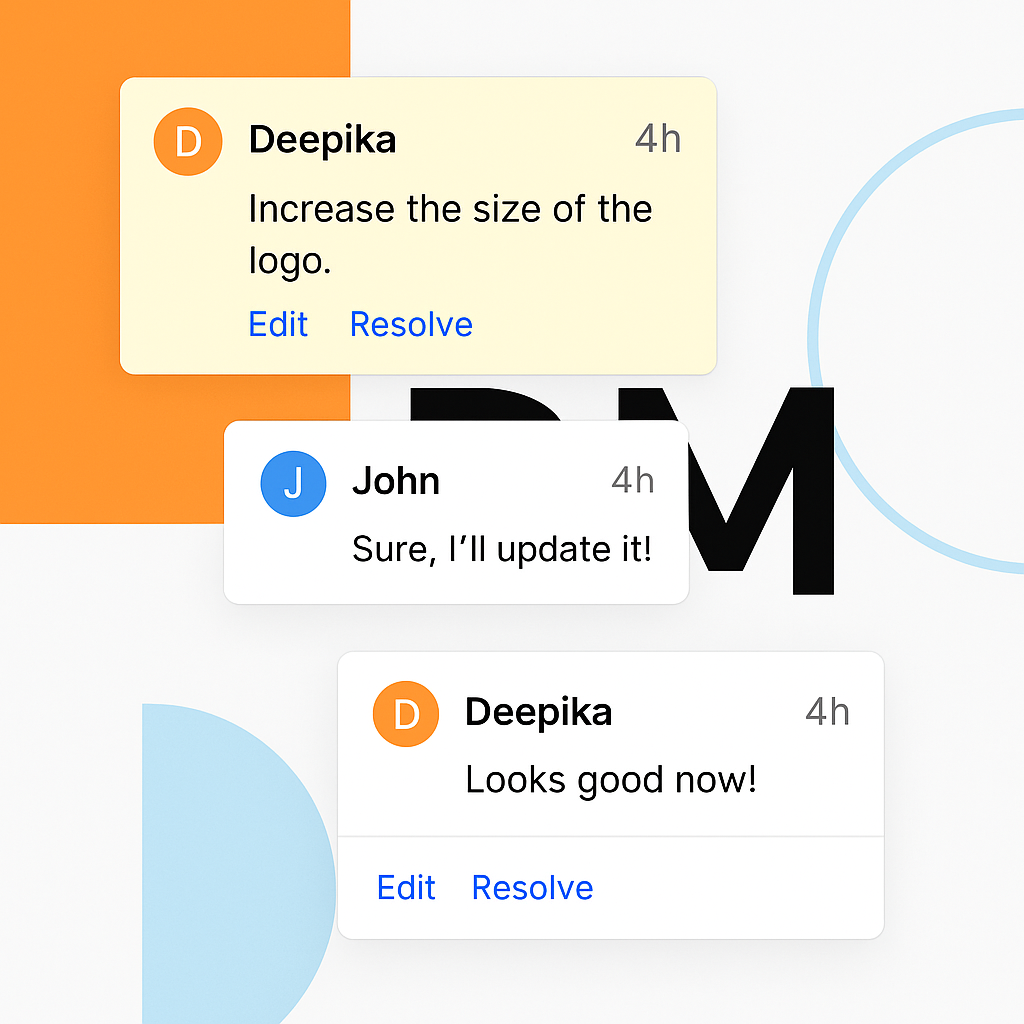 D Deepika 4h
Increase the size of the
logo.
Edit Resolve
M
J John 4h
Sure, I’ll update it!
D Deepika 4h
Looks good now!
Edit Resolve